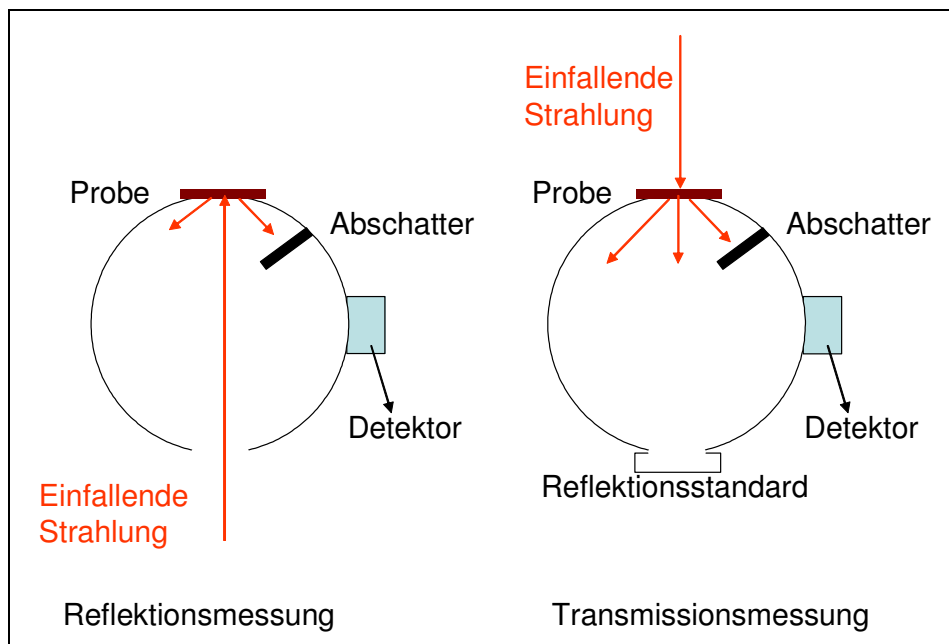 Probe
Abschatter
Detektor
Einfallende
Strahlung
Reflektionsmessung
Einfallende
Strahlung
Probe
Abschatter
Detektor
Reflektionsstandard
Transmissionsmessung